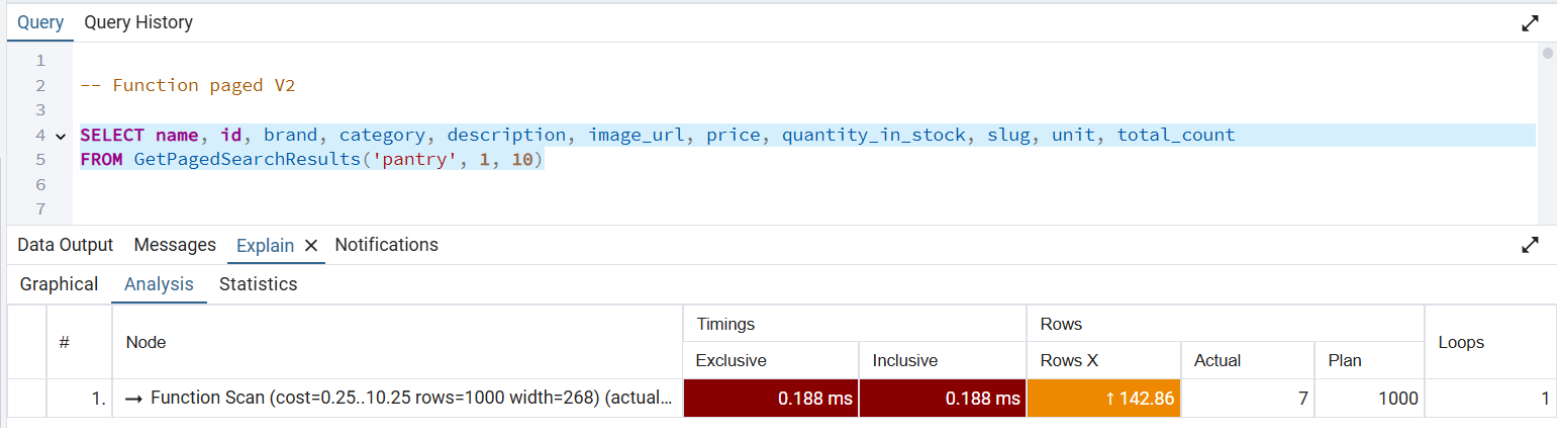 Query Query History
1
2 -- Function paged V2
3
4 SELECT name, id, brand, category, description, image_url, price, quantity_in_stock, slug, unit, total_count
5 FROM GetPagedSearchResults('pantry', 1, 10)
6
7
Data Output Messages Explain X Notifications
Graphical Analysis Statistics
# Node Timings Rows Loops
Exclusive Inclusive Rows X Actual Plan
1. → Function Scan (cost=0.25..10.25 rows=1000 width=268) (actual... 0.188 ms 0.188 ms ↑ 142.86 7 1000 1